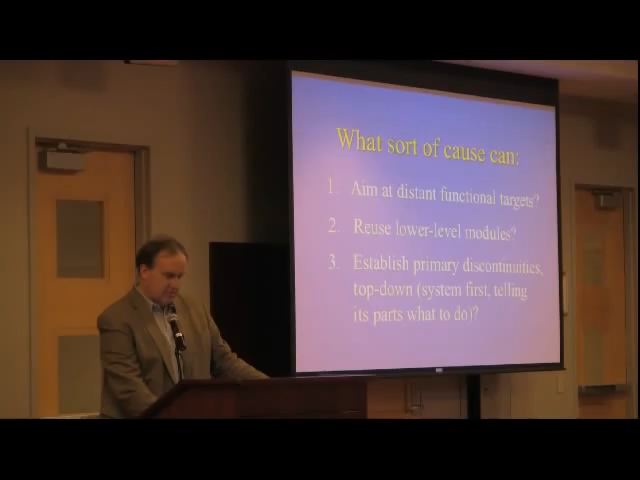 What sort of cause can:
1. Aim at distant functional targets?
2. Reuse lower-level modules?
3. Establish primary discontinuities,
top-down (system first, telling
its parts what to do)?